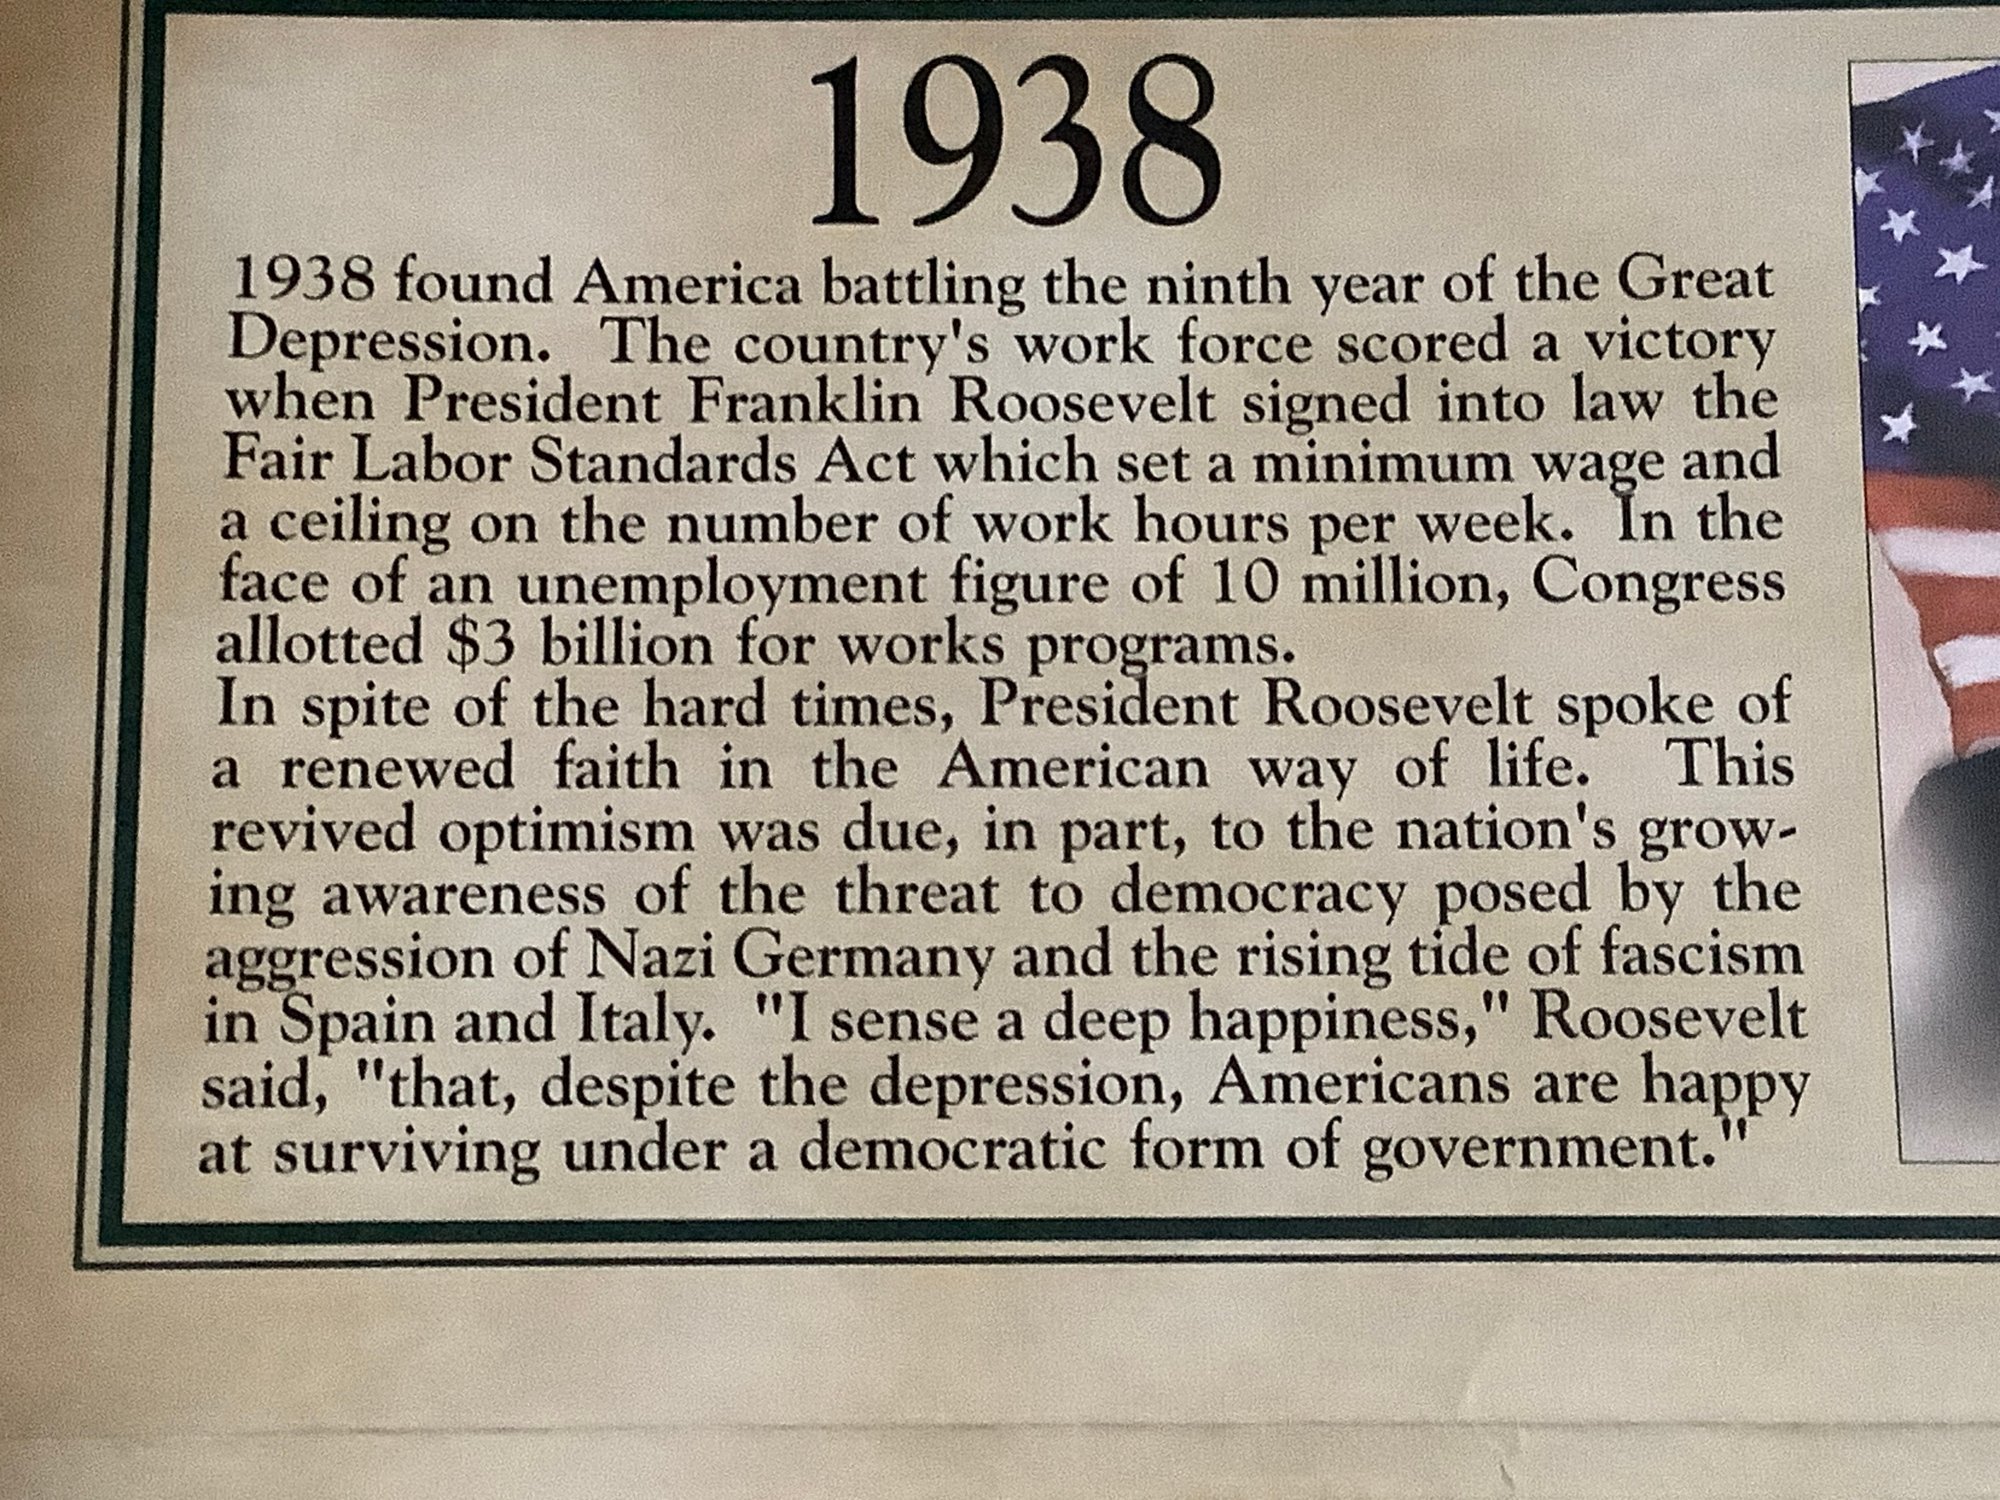 1938
1938 found America battling the ninth year of the Great
Depression. The country's work force scored a victory
when President Franklin Roosevelt signed into law the
Fair Labor Standards Act which set a minimum wage and
a ceiling on the number of work hours per week. In the
face of an unemployment figure of 10 million, Congress
allotted $3 billion for works programs.
In spite of the hard times, President Roosevelt spoke of
a renewed faith in the American way of life. This
revived optimism was due, in part, to the nation's grow-
ing awareness of the threat to democracy posed by the
aggression of Nazi Germany and the rising tide of fascism
in Spain and Italy. "I sense a deep happiness," Roosevelt
said, "that, despite the depression, Americans are happy
at surviving under a democratic form of government."